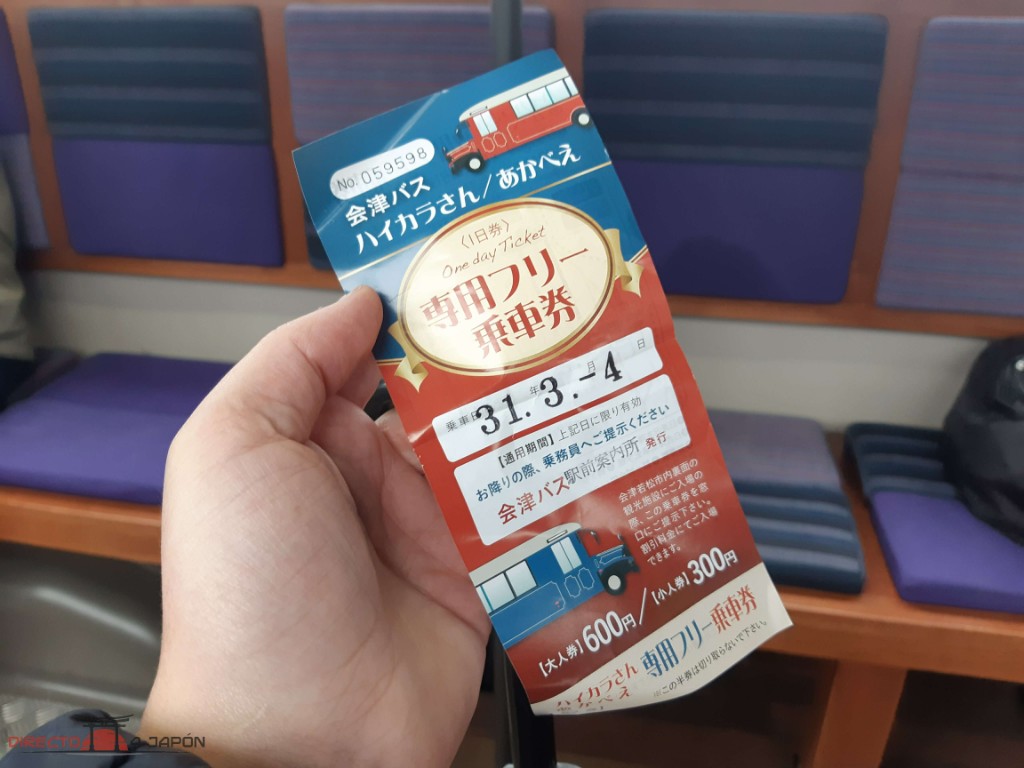 No. 059598
会津バス
ハイカラさん/あかべえ
〈1日券〉
One day Ticket
専用フリー
乗車券
乗車日 年 月 日
31.3.-4
【通用期間】上記日に限り有効
お降りの際、乗務員へご提示ください
会津バス駅前案内所 発行
会津若松市内裏面の
観光施設にご入場の
際、この乗車券を窓
口にご提示下さい。
割引料金にてご入場
できます。
【大人券】600円/【小人券】300円
ハイカラさん
あかべえ
専用フリー乗車券
※この半券は切り取らないで下さい。
DIRECTO A JAPÓN